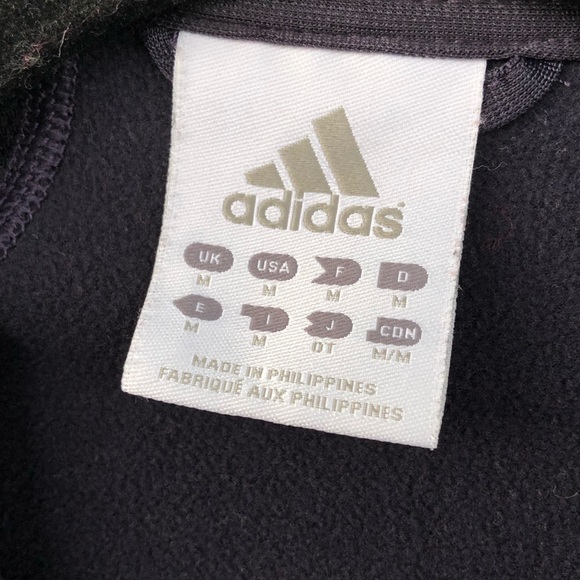 adidas
UK USA F D
M M M M
E I J CDN
M M OT M/M
MADE IN PHILIPPINES
FABRIQUÉ AUX PHILIPPINES